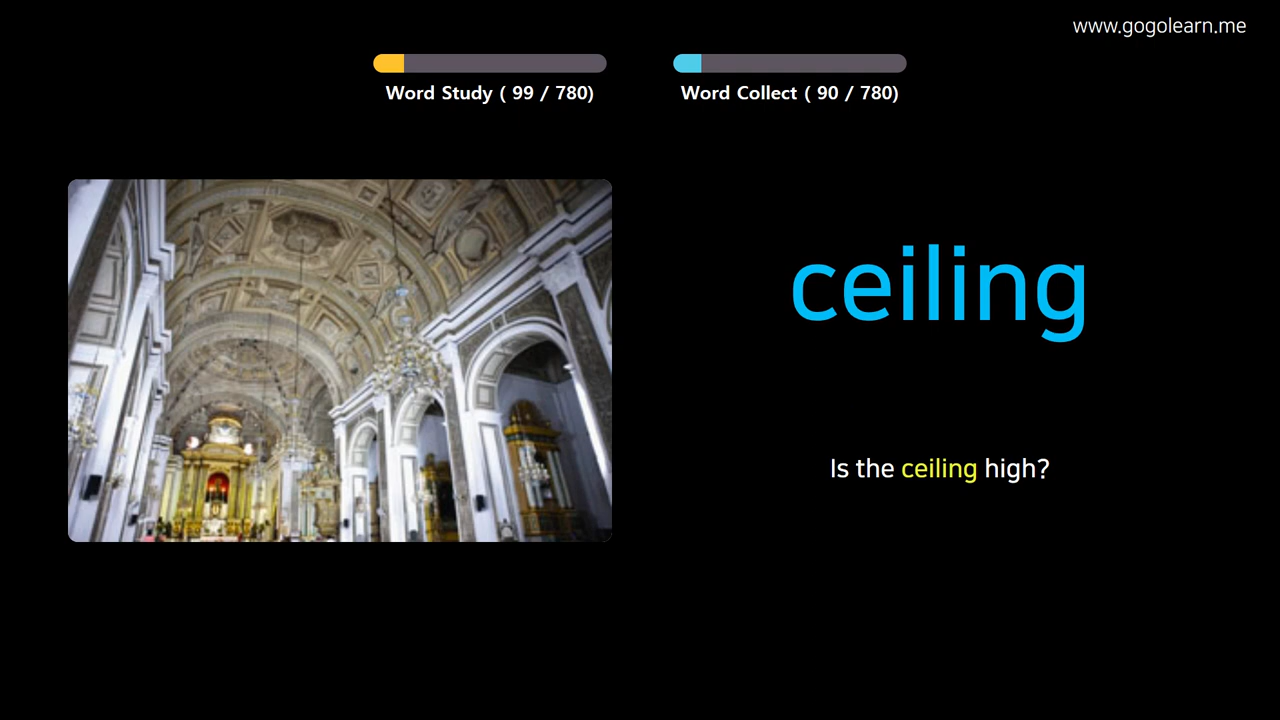 www.gogolearn.me
Word Study ( 99 / 780)
Word Collect ( 90 / 780)
ceiling
Is the ceiling high?